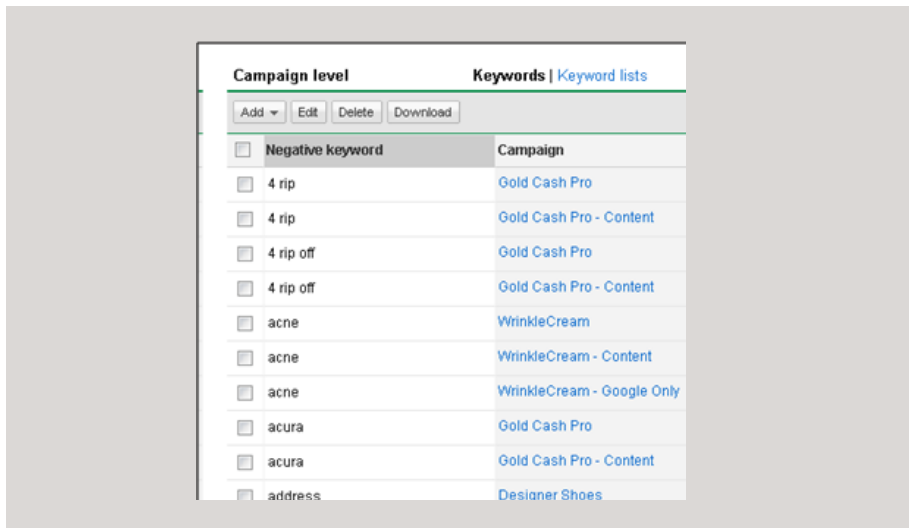 Campaign level Keywords | Keyword lists
Add Edit Delete Download
Negative keyword Campaign
4 rip Gold Cash Pro
4 rip Gold Cash Pro - Content
4 rip off Gold Cash Pro
4 rip off Gold Cash Pro - Content
acne WrinkleCream
acne WrinkleCream - Content
acne WrinkleCream - Google Only
acura Gold Cash Pro
acura Gold Cash Pro - Content
address Designer Shoes